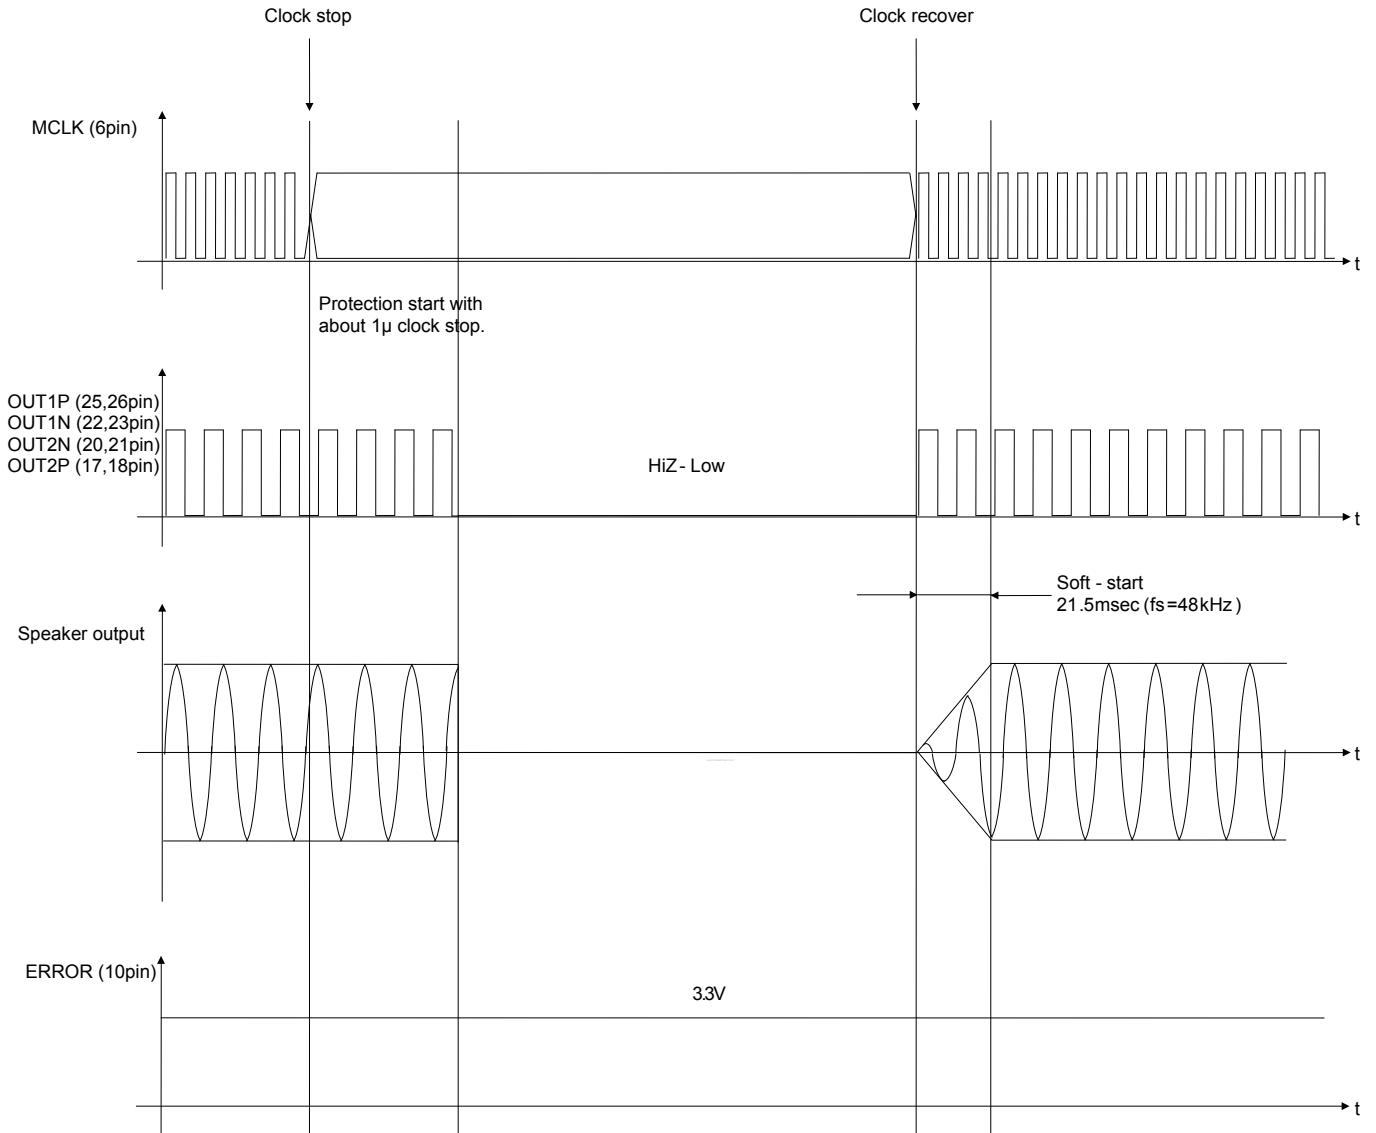 Clock stop
Clock recover
MCLK (6pin)
t
Protection start with
about 1µ clock stop.
OUT1P (25,26pin)
OUT1N (22,23pin)
OUT2N (20,21pin)
OUT2P (17,18pin)
HiZ - Low
t
Soft - start
21.5msec (fs=48kHz )
Speaker output
t
ERROR (10pin)
3.3V
t